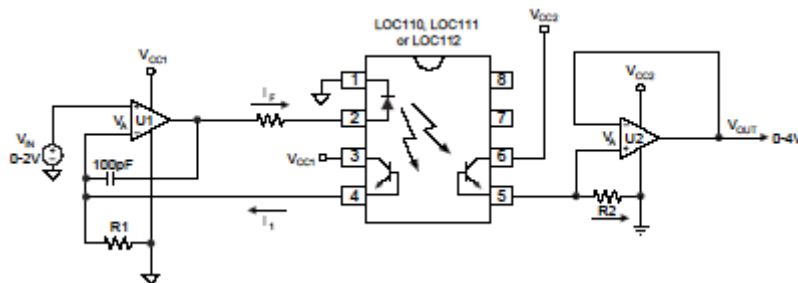 LOC110, LOC111
or LOC112
VCC2
VCC1
1
8
IF
VCC2
2
7
U1
VA
VIN
0-2V
100pF
VCC1
3
6
VA
U2
VOUT
0-4V
4
5
I1
R1
R2